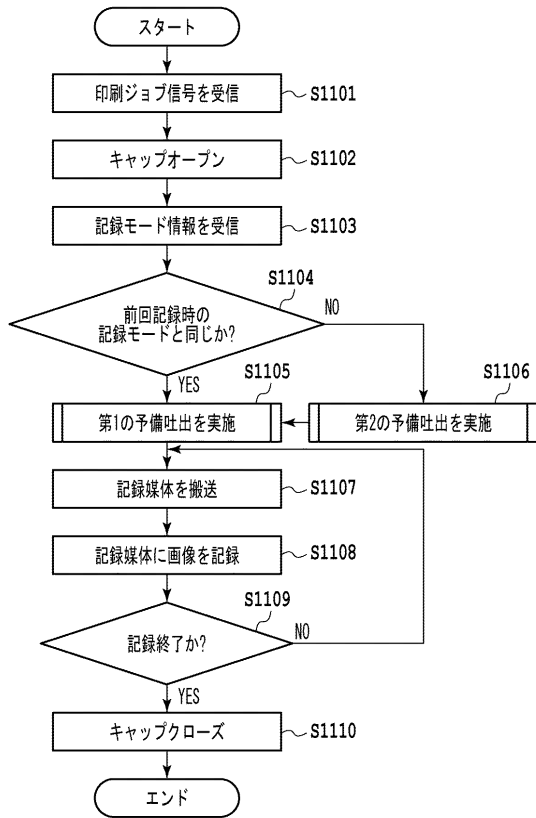 スタート
印刷ジョブ信号を受信
S1101
キャップオープン
S1102
記録モード情報を受信
S1103
S1104
前回記録時の
記録モードと同じか?
NO
YES
S1105
S1106
第1の予備吐出を実施
第2の予備吐出を実施
記録媒体を搬送
S1107
記録媒体に画像を記録
S1108
S1109
記録終了か?
NO
YES
キャップクローズ
S1110
エンド